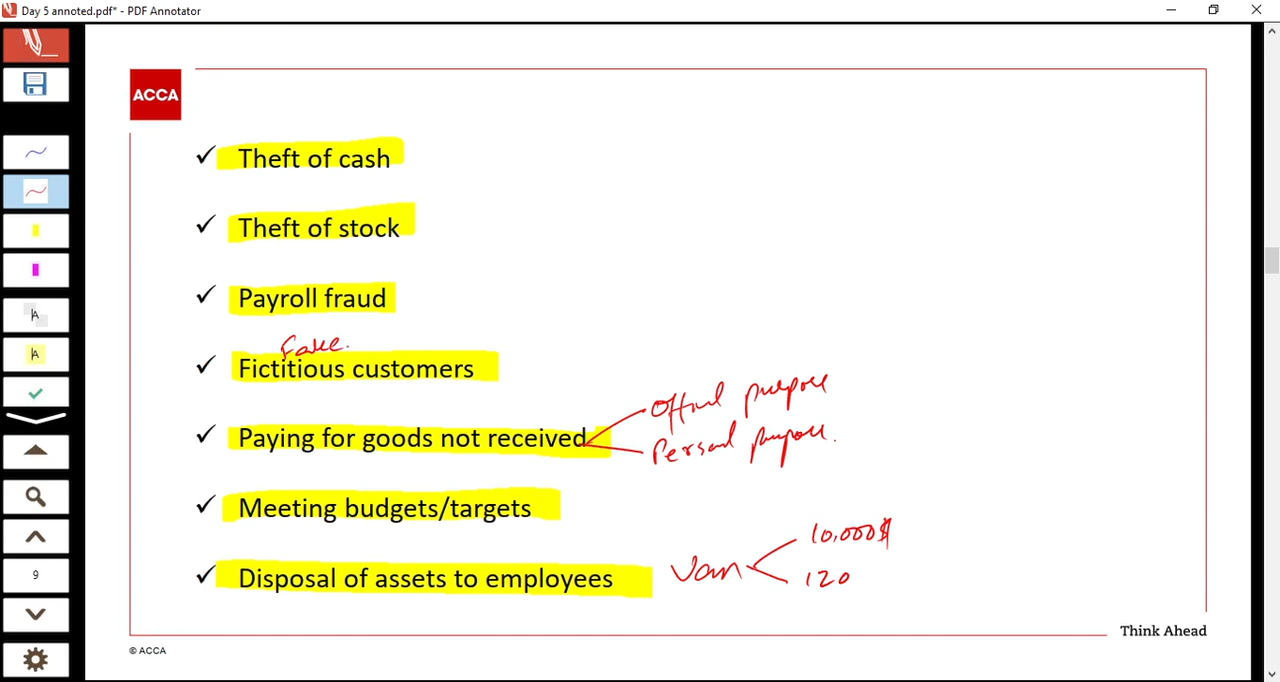 Day 5 annoted.pdf* - PDF Annotator
ACCA
Theft of cash
Theft of stock
Payroll fraud
Fake.
Fictitious customers
Paying for goods not received
purpose
Personal purpose.
Meeting budgets/targets
Disposal of assets to employees
Van
10,000$
120
Think Ahead
© ACCA
9